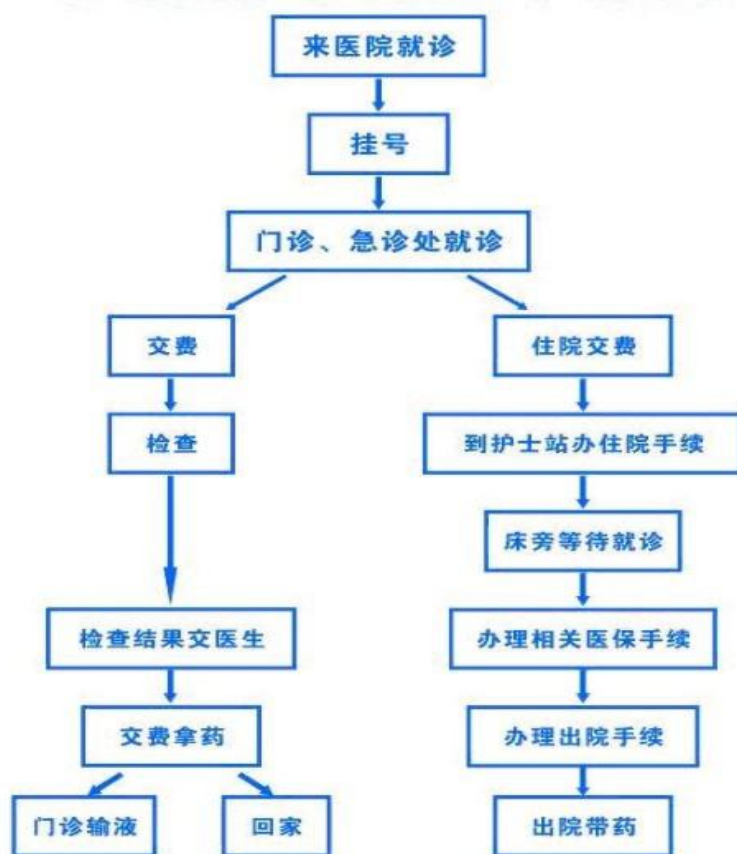 来医院就诊
挂号
门诊、急诊处就诊
交费
住院交费
检查
到护士站办住院手续
床旁等待就诊
检查结果交医生
办理相关医保手续
交费拿药
办理出院手续
门诊输液
回家
出院带药